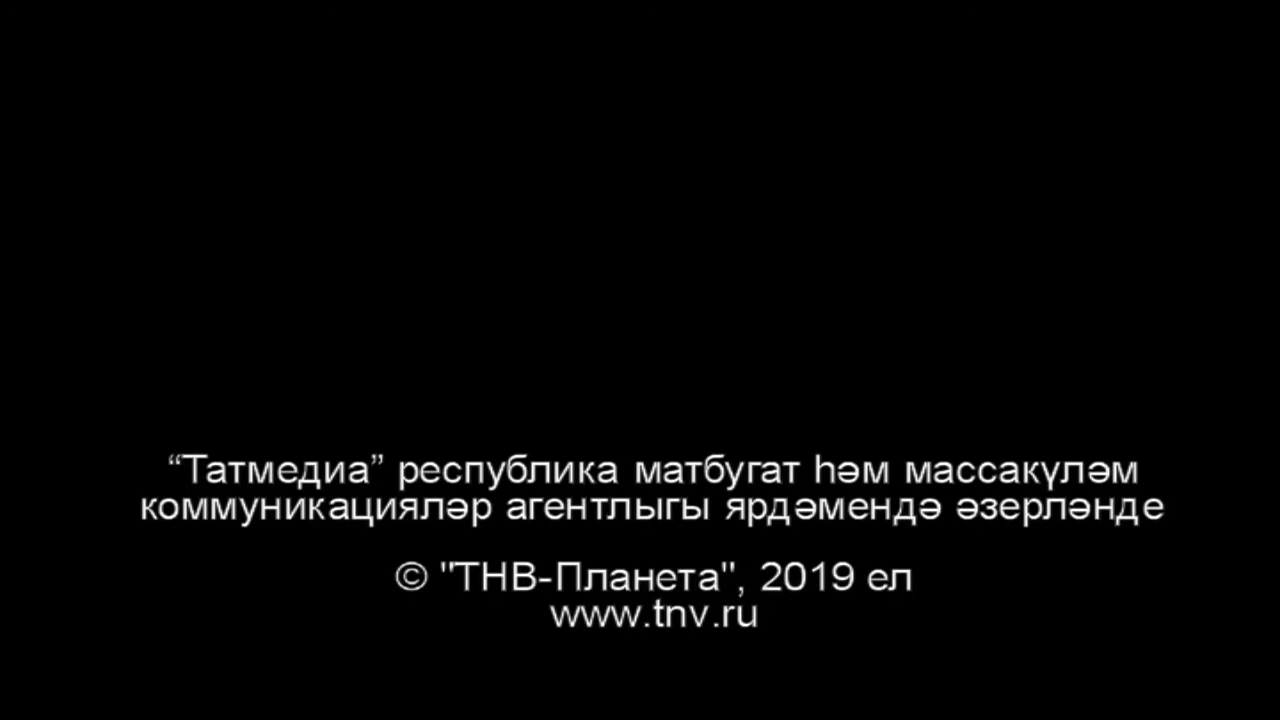 “Татмедиа” республика матбугат һәм массакүләм
коммуникацияләр агентлыгы ярдәмендә әзерләнде
© "ТНВ-Планета", 2019 ел
www.tnv.ru